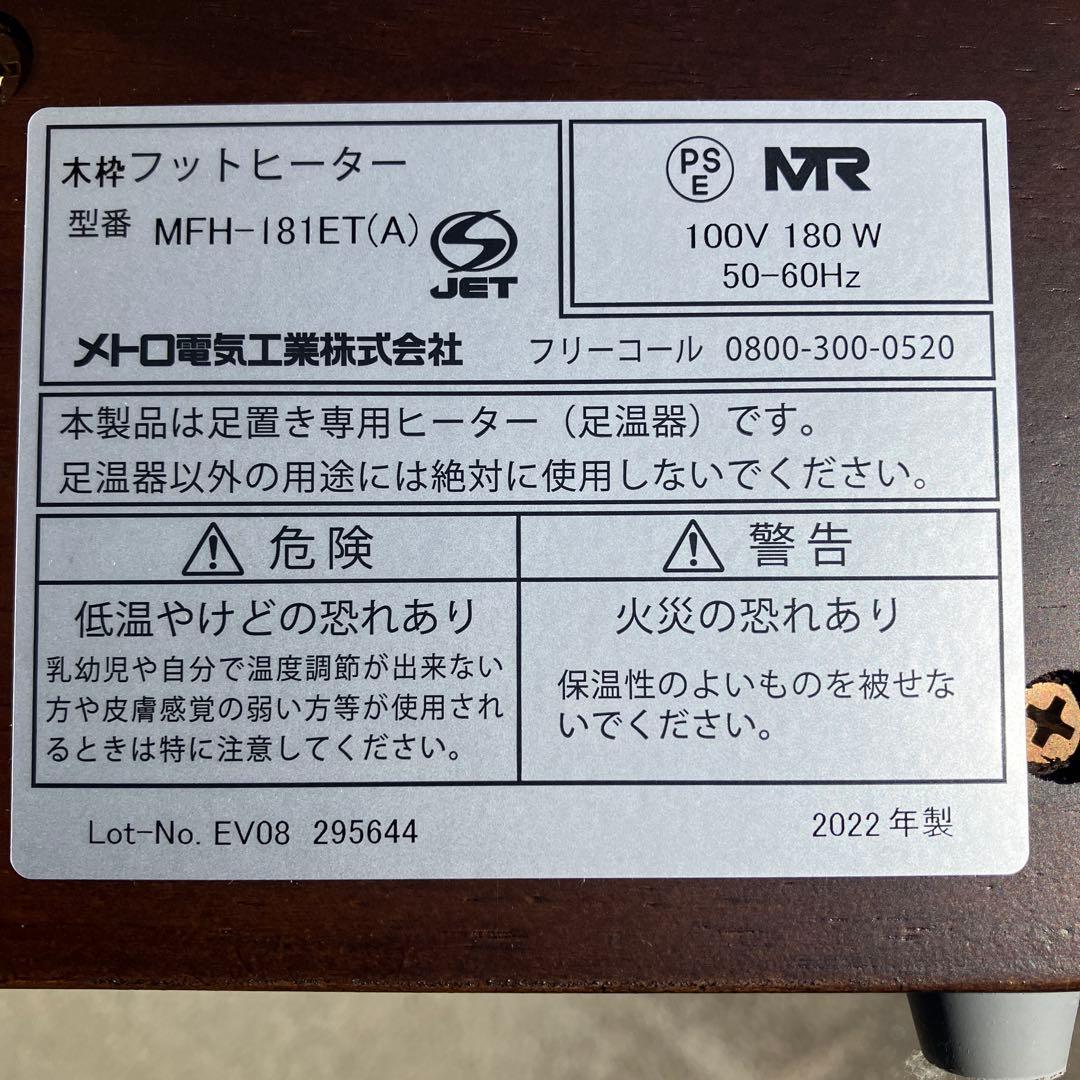 木枠フットヒーター
型番 MFH-181ET(A)
JET
PSE MTR
100V 180 W
50-60Hz
メトロ電気工業株式会社 フリーコール 0800-300-0520
本製品は足置き専用ヒーター（足温器）です。
足温器以外の用途には絶対に使用しないでください。
危険
低温やけどの恐れあり
乳幼児や自分で温度調節が出来ない
方や皮膚感覚の弱い方等が使用され
るときは特に注意してください。
警告
火災の恐れあり
保温性のよいものを被せな
いでください。
Lot-No. EV08 295644 2022年製